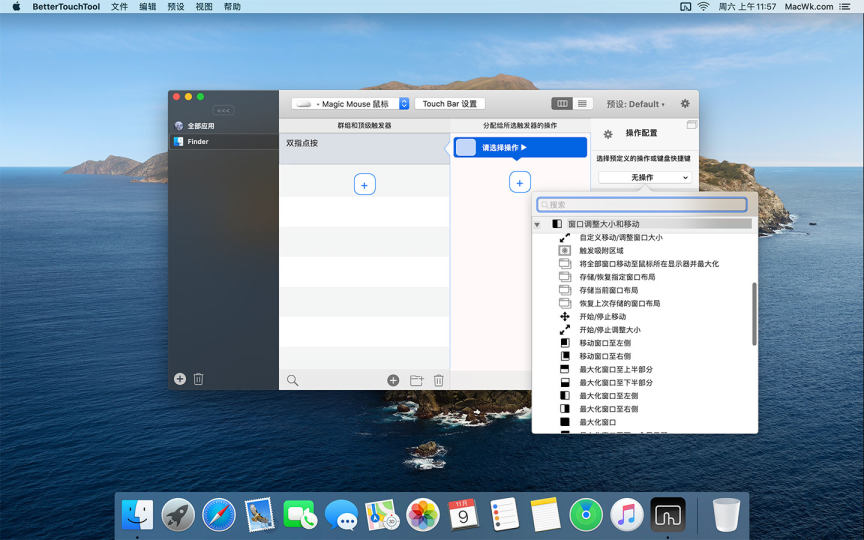 BetterTouchTool 文件 编辑 预设 视图 帮助
周六 上午11:57 MacWk.com
<<<
Magic Mouse 鼠标
Touch Bar 设置
预设: Default
全部应用
Finder
群组和顶级触发器
双指点按
分配给所选触发器的操作
请选择操作 ▶
操作配置
选择预定义的操作或键盘快捷键
无操作
搜索
窗口调整大小和移动
自定义移动/调整窗口大小
触发吸附区域
将全部窗口移动至鼠标所在显示器并最大化
存储/恢复指定窗口布局
存储当前窗口布局
恢复上次存储的窗口布局
开始/停止移动
开始/停止调整大小
移动窗口至左侧
移动窗口至右侧
最大化窗口至上半部分
最大化窗口至下半部分
最大化窗口至左侧
最大化窗口至右侧
最大化窗口
11月
9